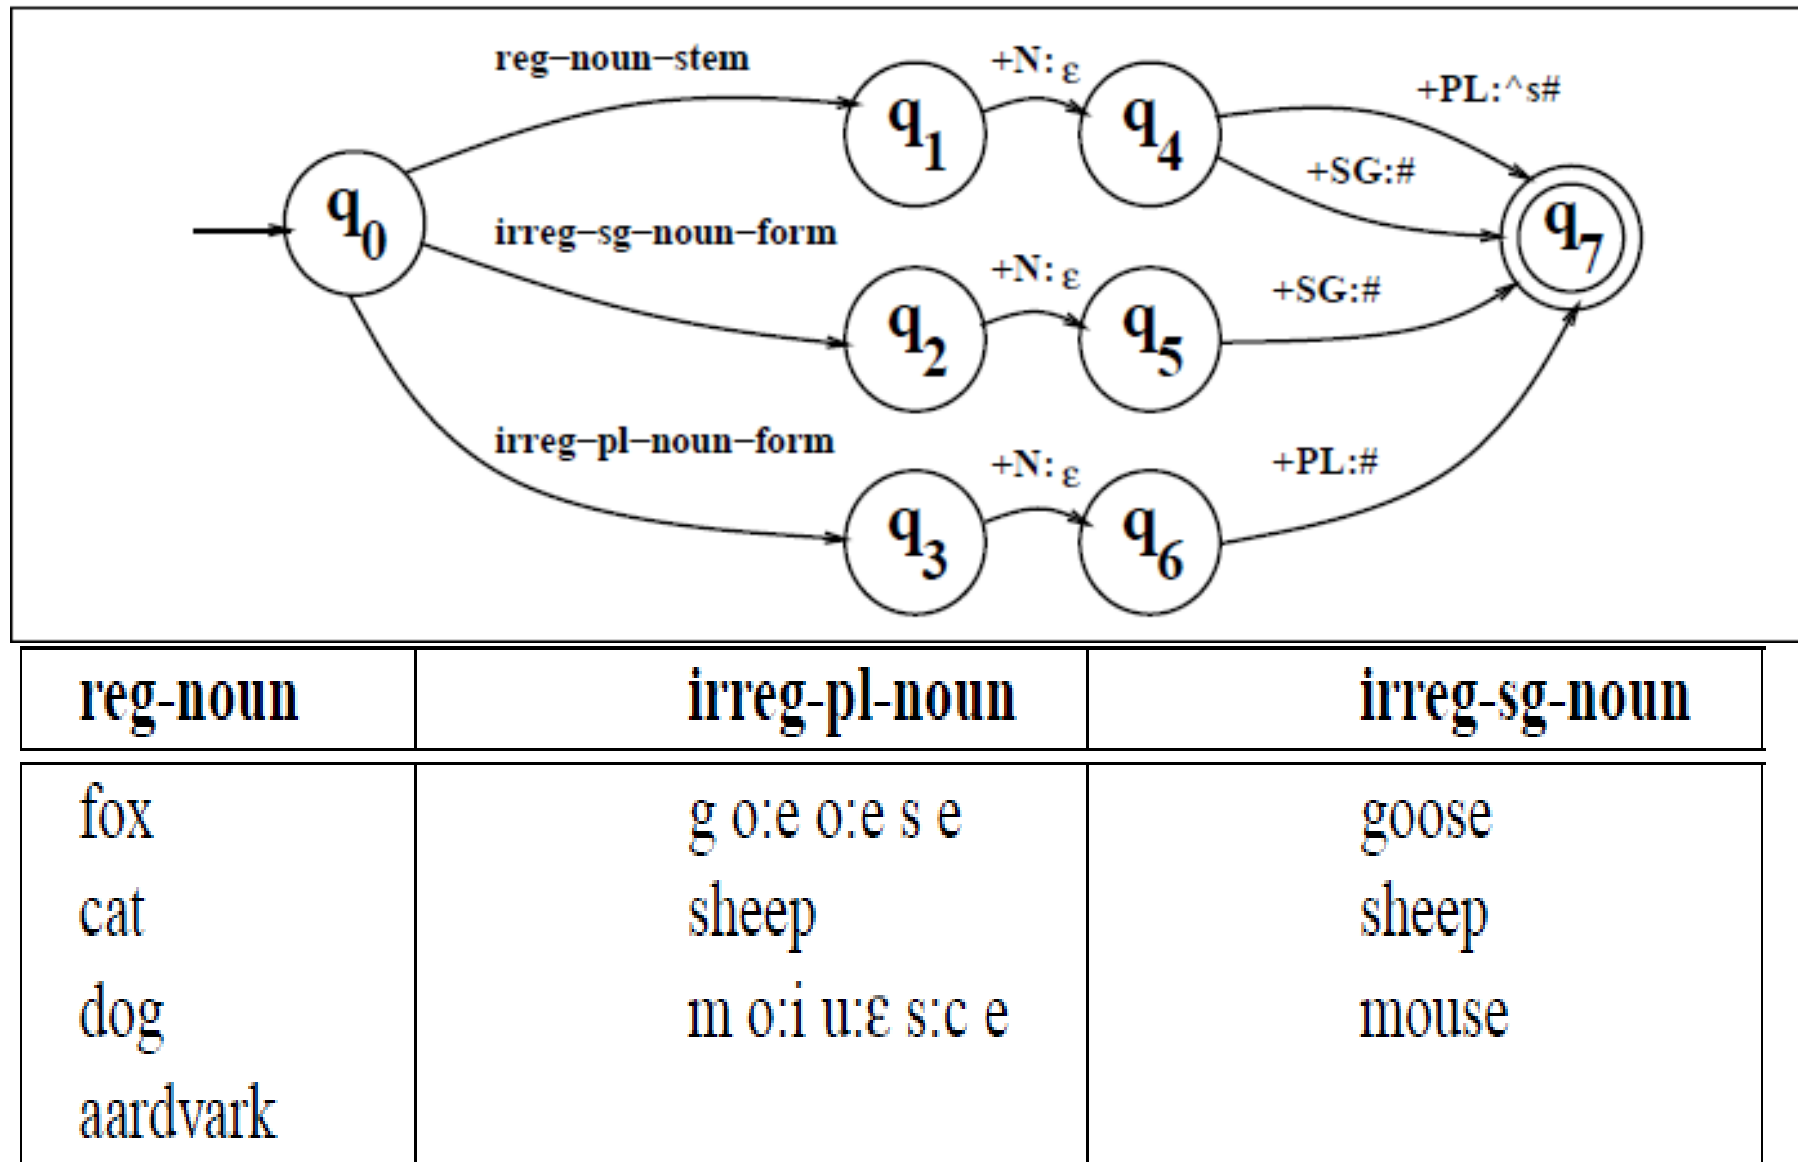 reg−noun−stem
+N:ε
+PL:^s#
q1
q4
+SG:#
q0
q7
irreg−sg−noun−form
+N:ε
+SG:#
q2
q5
irreg−pl−noun−form
+N:ε
+PL:#
q3
q6
reg-noun irreg-pl-noun irreg-sg-noun
fox g o:e o:e s e goose
cat sheep sheep
dog m o:i u:ε s:c e mouse
aardvark